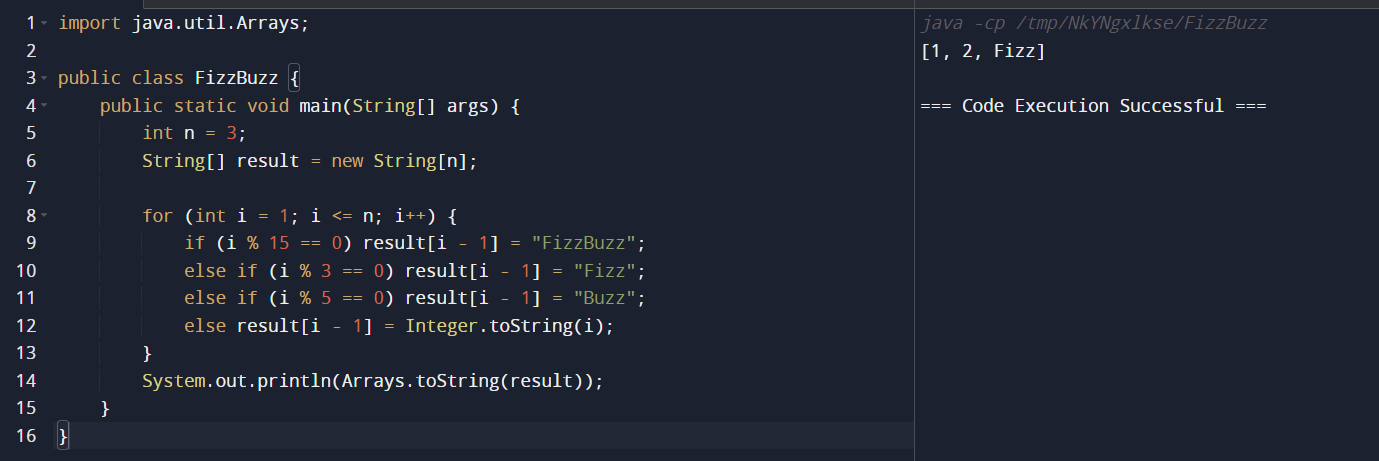 1 import java.util.Arrays;
2
3 public class FizzBuzz {
4     public static void main(String[] args) {
5         int n = 3;
6         String[] result = new String[n];
7
8         for (int i = 1; i <= n; i++) {
9             if (i % 15 == 0) result[i - 1] = "FizzBuzz";
10             else if (i % 3 == 0) result[i - 1] = "Fizz";
11             else if (i % 5 == 0) result[i - 1] = "Buzz";
12             else result[i - 1] = Integer.toString(i);
13         }
14         System.out.println(Arrays.toString(result));
15     }
16 }
java -cp /tmp/NkYNgxlkse/FizzBuzz
[1, 2, Fizz]
=== Code Execution Successful ===